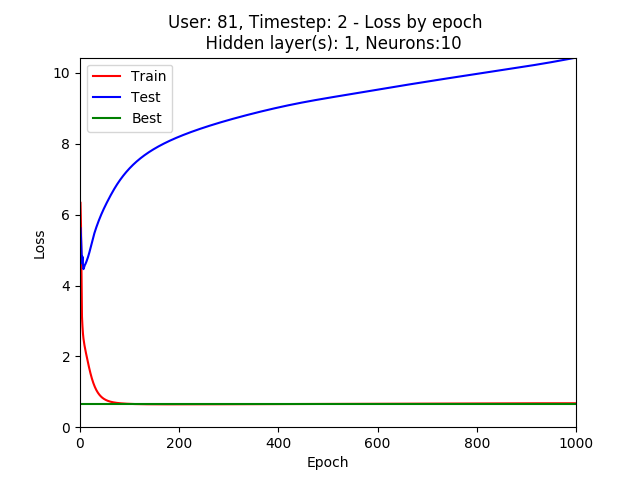 User: 81, Timestep: 2 - Loss by epoch
Hidden layer(s): 1, Neurons:10
Train
Test
Best
Loss
10
8
6
4
2
0
0 200 400 600 800 1000
Epoch